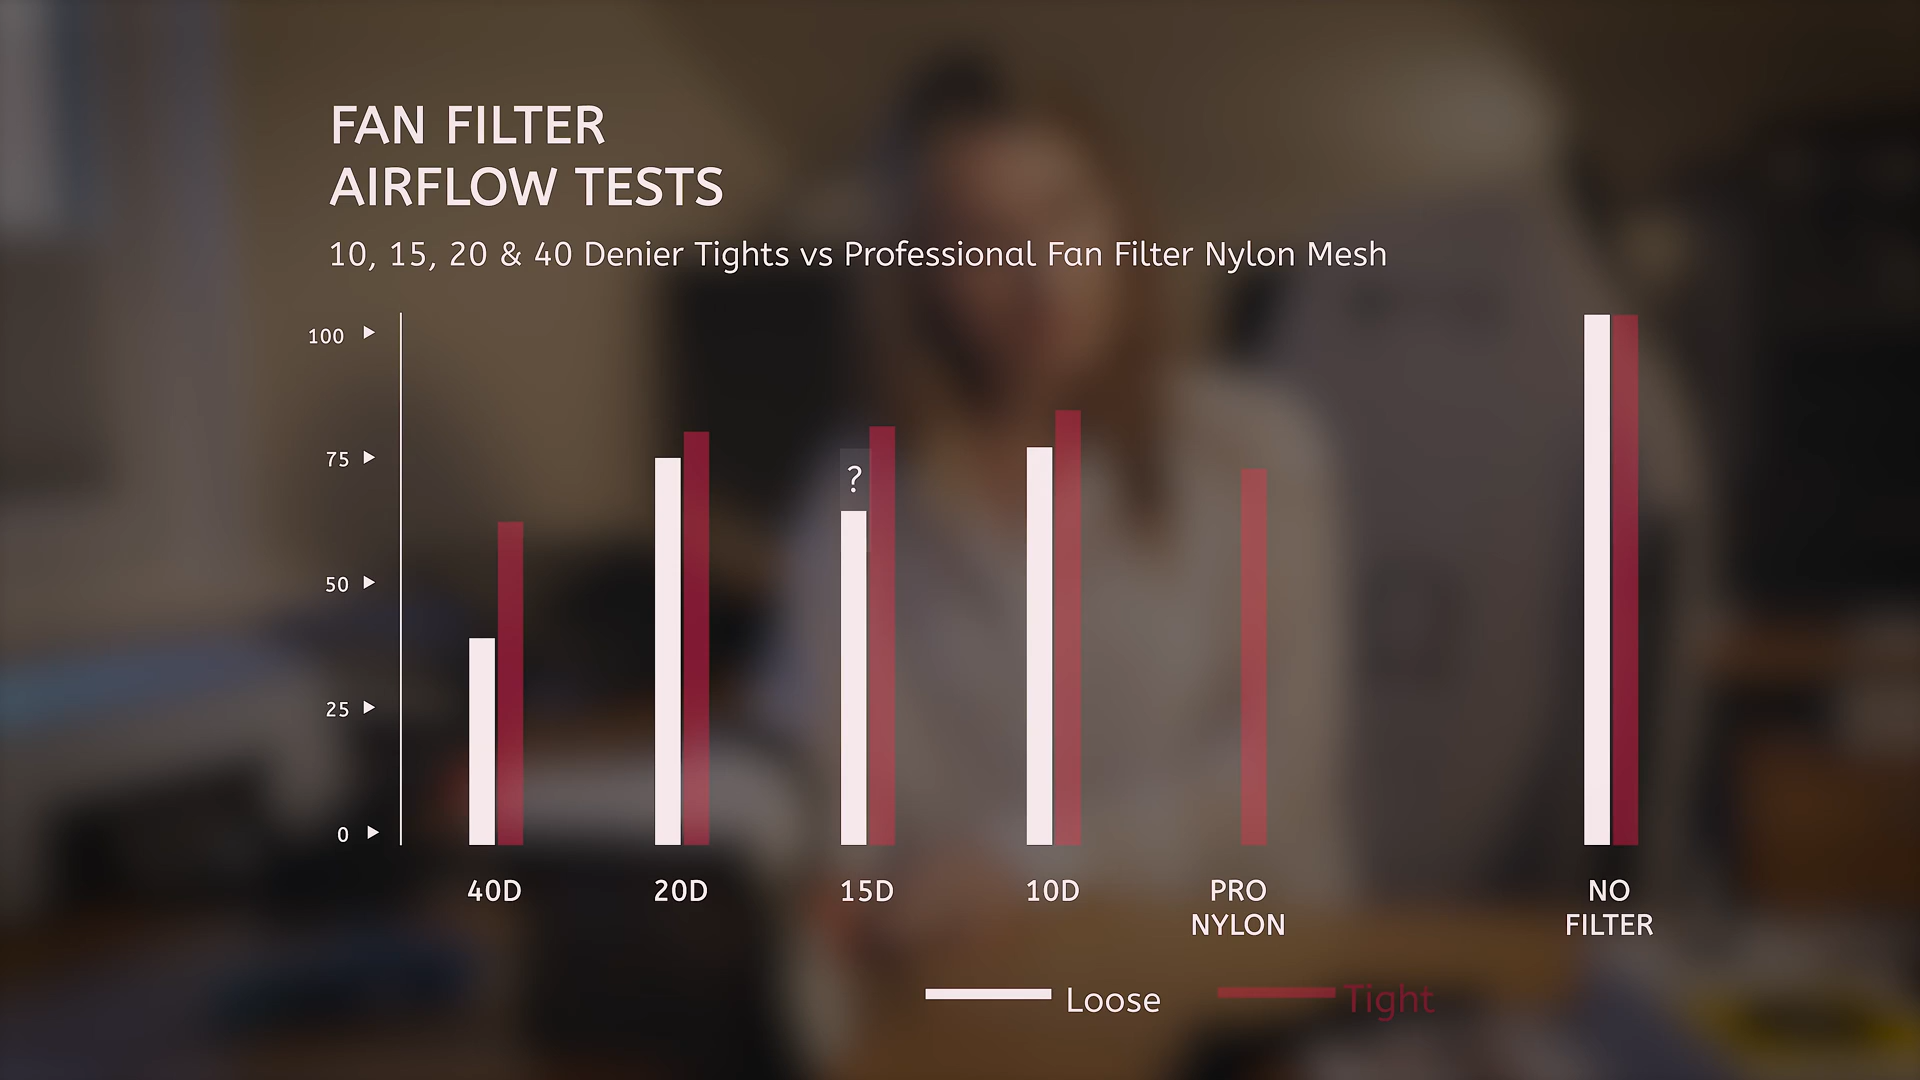 FAN FILTER
AIRFLOW TESTS
10, 15, 20 & 40 Denier Tights vs Professional Fan Filter Nylon Mesh
100
75
50
25
0
?
40D
20D
15D
10D
PRO
NYLON
NO
FILTER
Loose
Tight